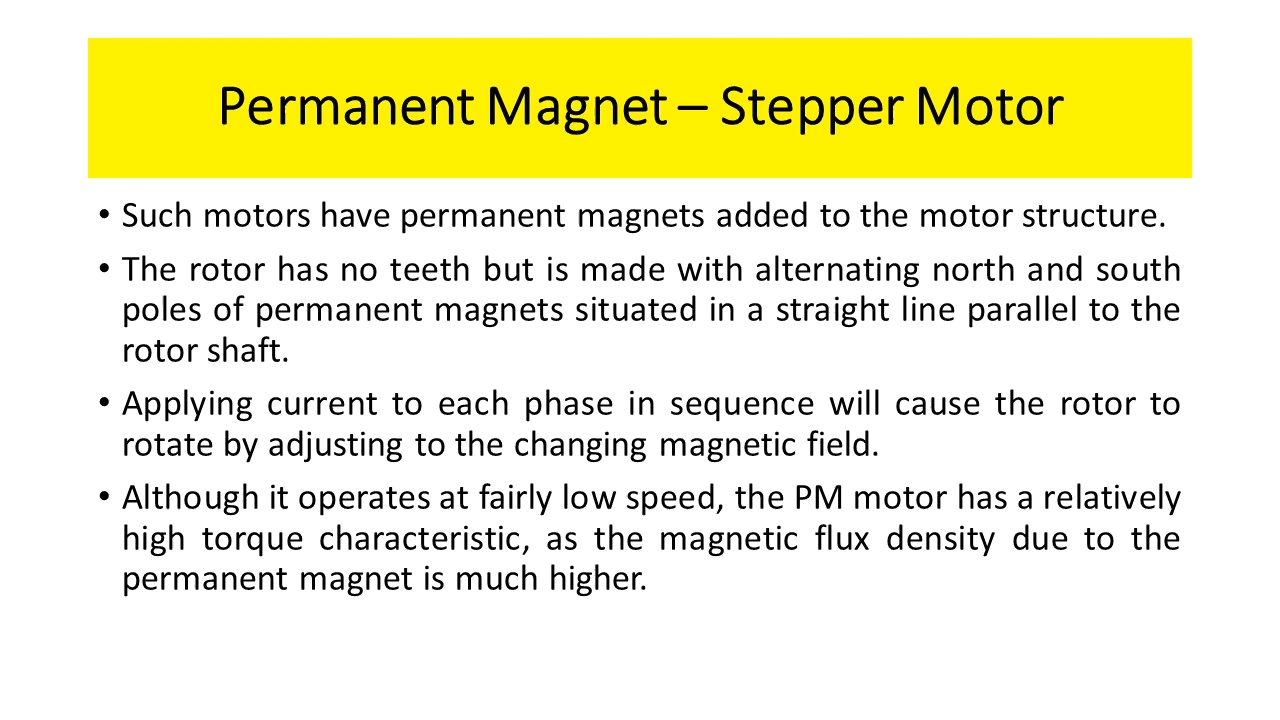 Permanent Magnet – Stepper Motor
• Such motors have permanent magnets added to the motor structure.
• The rotor has no teeth but is made with alternating north and south
poles of permanent magnets situated in a straight line parallel to the
rotor shaft.
• Applying current to each phase in sequence will cause the rotor to
rotate by adjusting to the changing magnetic field.
• Although it operates at fairly low speed, the PM motor has a relatively
high torque characteristic, as the magnetic flux density due to the
permanent magnet is much higher.